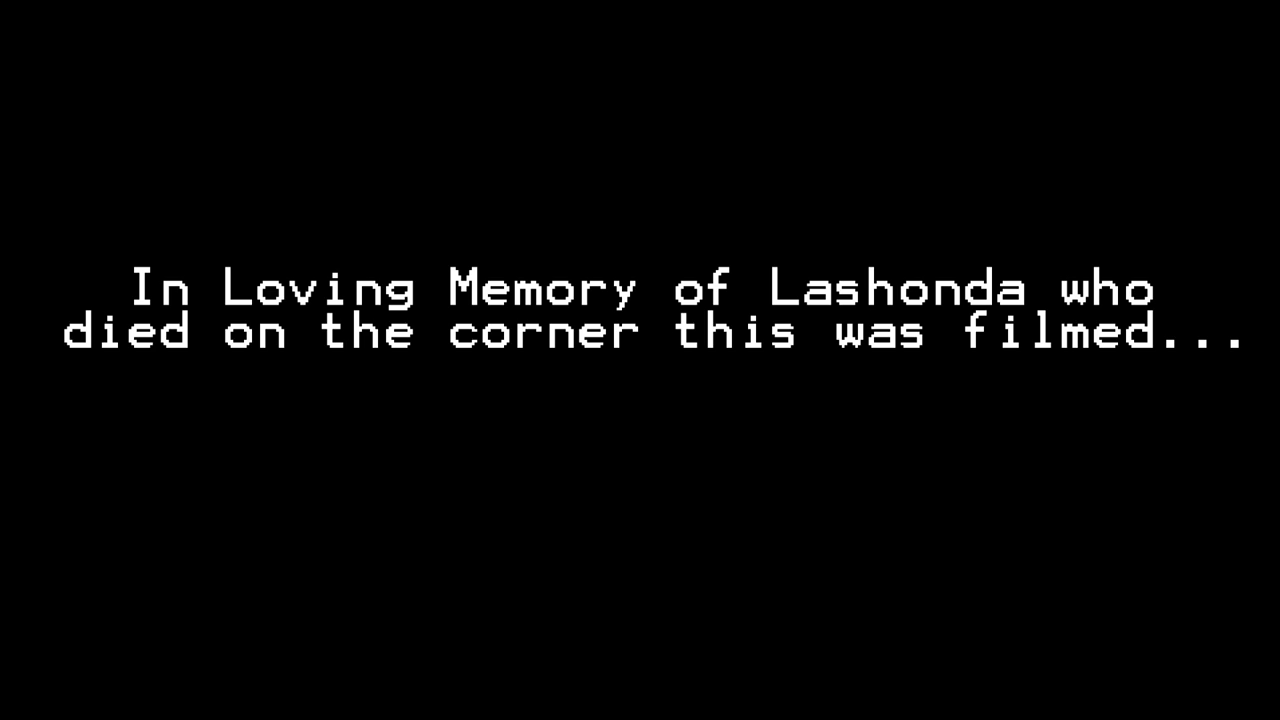 In Loving Memory of Lashonda who
died on the corner this was filmed...